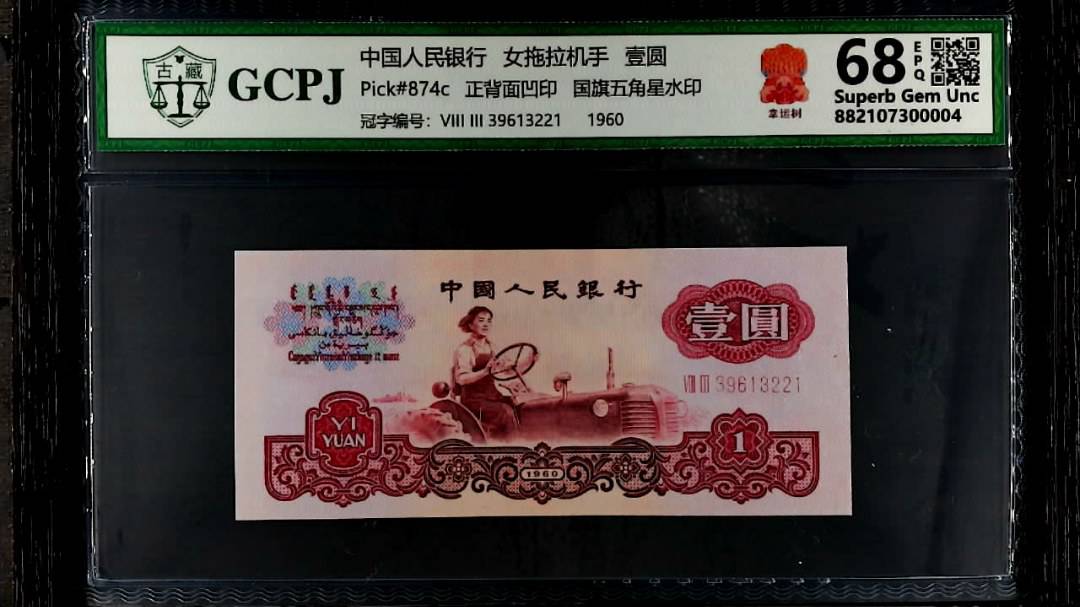 古 藏
GCPJ
中国人民银行 女拖拉机手 壹圆
Pick#874c 正背面凹印 国旗五角星水印
冠字编号: VIII III 39613221 1960
幸运树
68 EPQ
Superb Gem Unc
882107300004
中國人民銀行
壹圓
VIII III 39613221
YI
YUAN
1960
1